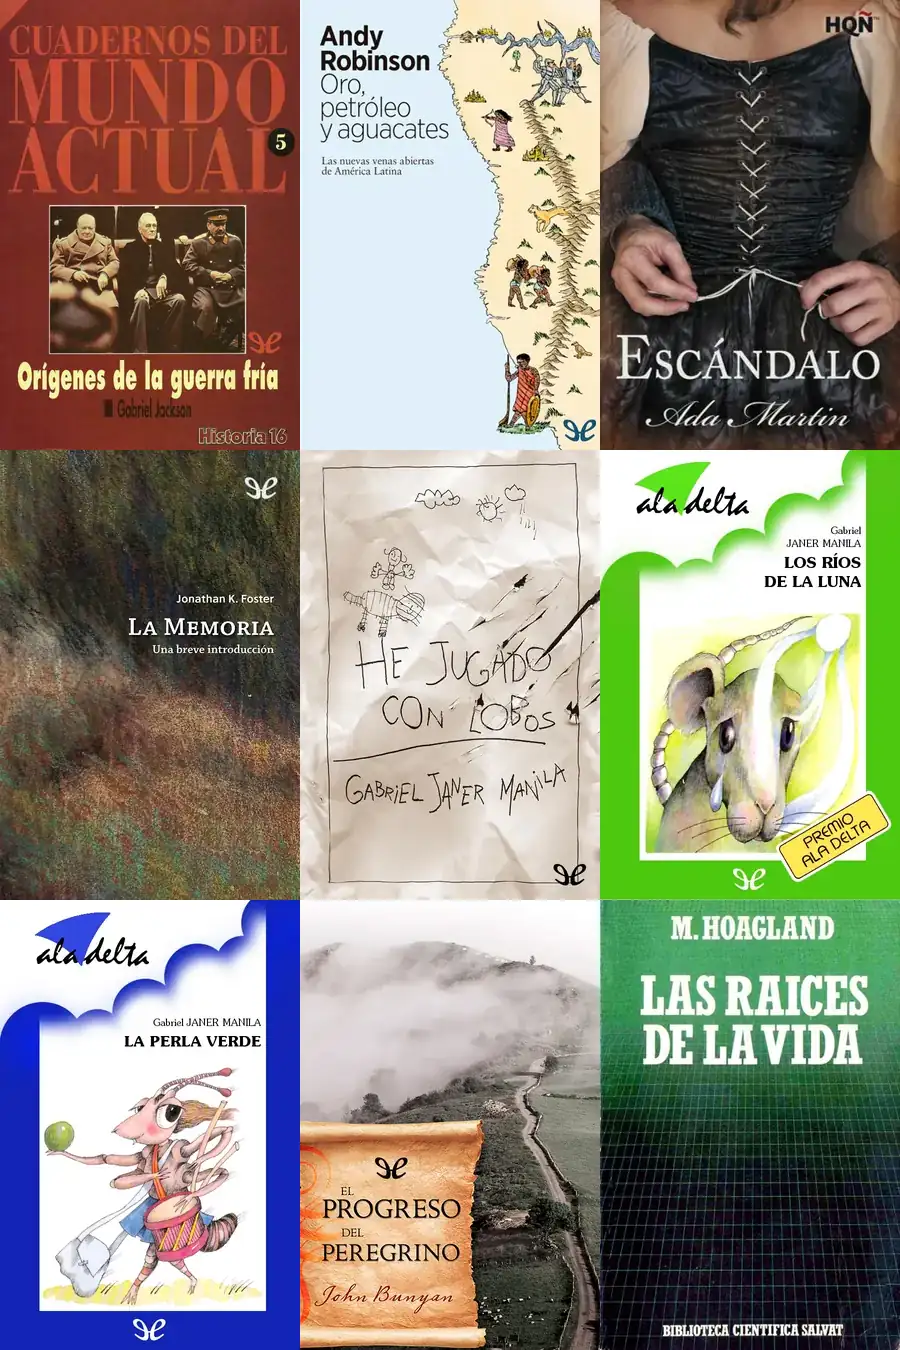 CUADERNOS DEL
MUNDO
ACTUAL
5
Orígenes de la guerra fría
Gabriel Jackson
Historia 16
Andy
Robinson
Oro,
petróleo
y aguacates
Las nuevas venas abiertas
de América Latina
HQÑ
ESCÁNDALO
Ada Martin
Jonathan K. Foster
LA MEMORIA
Una breve introducción
HE JUGADO
CON LOBOS
GABRIEL JANER MANILA
ala delta
Gabriel
JANER MANILA
LOS RÍOS
DE LA LUNA
PREMIO
ALA DELTA
ala delta
Gabriel JANER MANILA
LA PERLA VERDE
EL
PROGRESO
DEL
PEREGRINO
John Bunyan
M. HOAGLAND
LAS RAICES
DE LA VIDA
BIBLIOTECA CIENTIFICA SALVAT